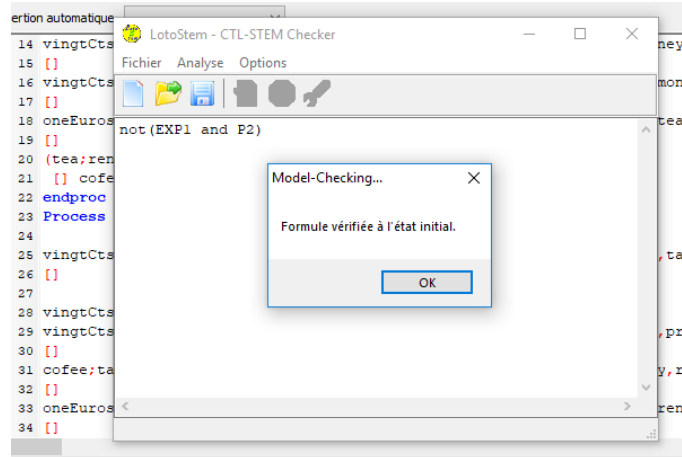 ertion automatique
LotoStem - CTL-STEM Checker
Fichier Analyse Options
not(EXP1 and P2)
Model-Checking...
Formule vérifiée à l'état initial.
OK
14 vingtCts ney
15 []
16 vingtCts mon
17 []
18 oneEuros tea
19 []
20 (tea;ren
21 [] cofe
22 endproc
23 Process
24
25 vingtCts ,ta
26 []
27
28 vingtCts
29 vingtCts ,pr
30 []
31 cofee;ta y,r
32 []
33 oneEuros ren
34 []